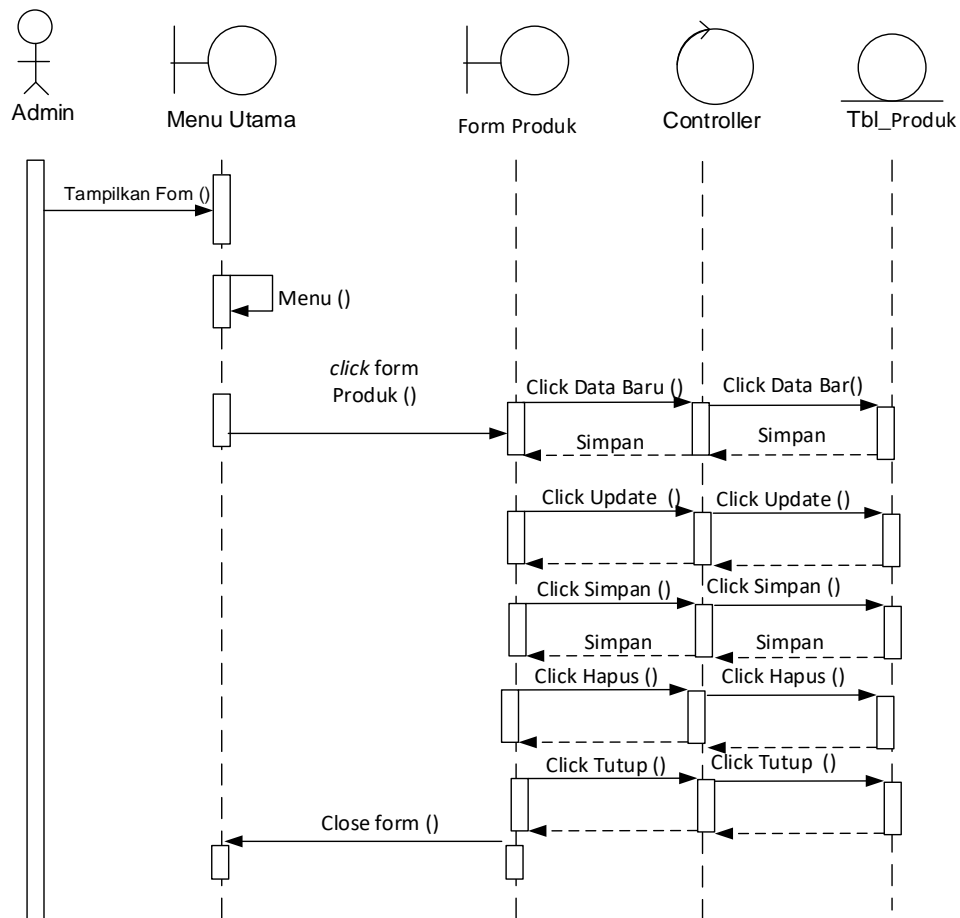 Admin
Menu Utama
Form Produk
Controller
Tbl_Produk
Tampilkan Fom ()
Menu ()
click form
Produk ()
Click Data Baru ()
Click Data Bar()
Simpan
Simpan
Click Update ()
Click Update ()
Click Simpan ()
Click Simpan ()
Simpan
Simpan
Click Hapus ()
Click Hapus ()
Click Tutup ()
Click Tutup ()
Close form ()